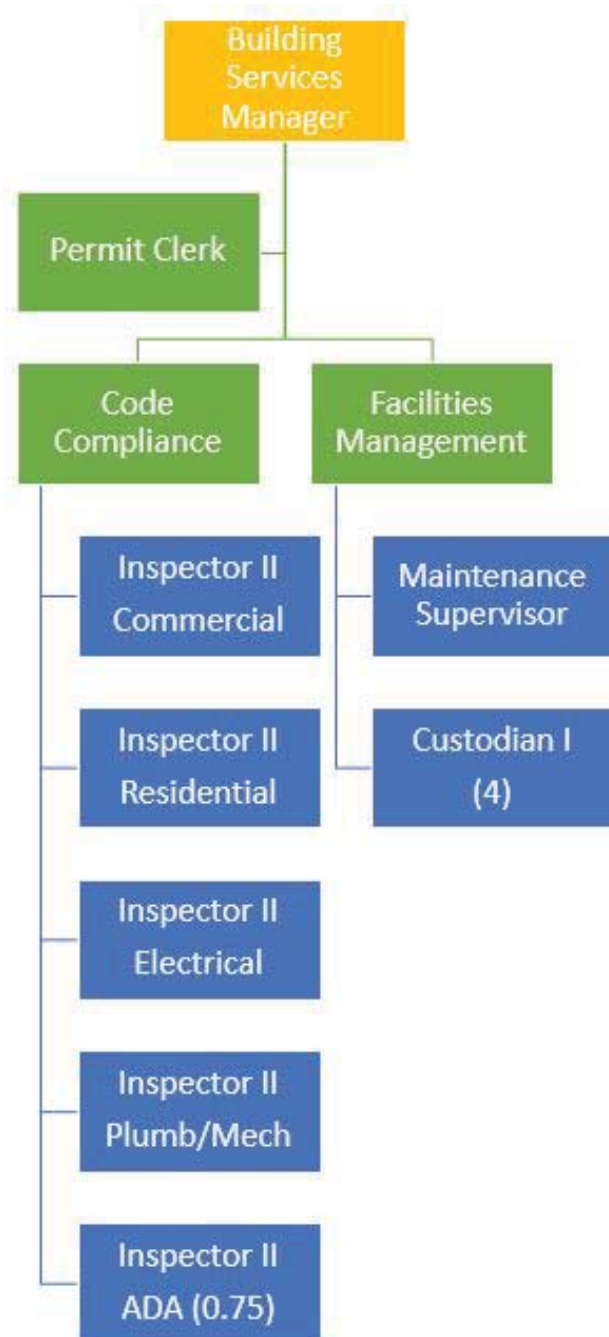 Building
Services
Manager
Permit Clerk
Code
Compliance
Facilities
Management
Inspector II
Commercial
Maintenance
Supervisor
Inspector II
Residential
Custodian I
(4)
Inspector II
Electrical
Inspector II
Plumb/Mech
Inspector II
ADA (0.75)